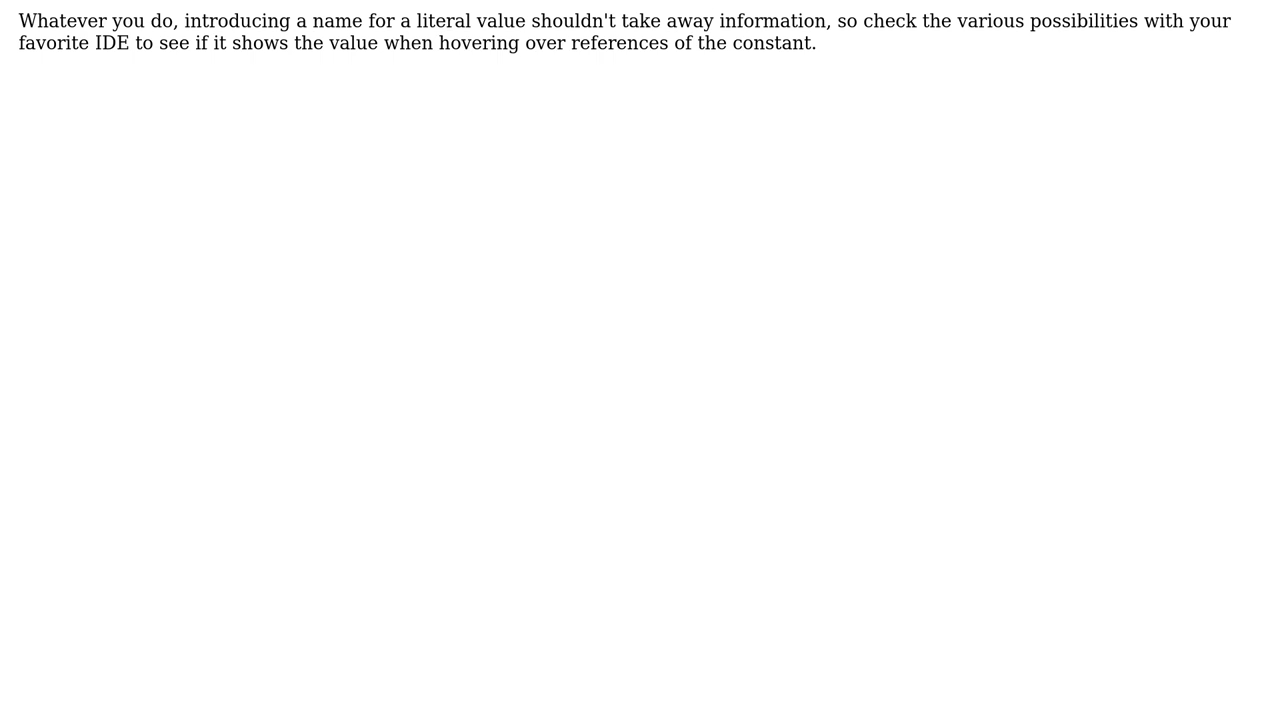 Whatever you do, introducing a name for a literal value shouldn't take away information, so check the various possibilities with your
favorite IDE to see if it shows the value when hovering over references of the constant.